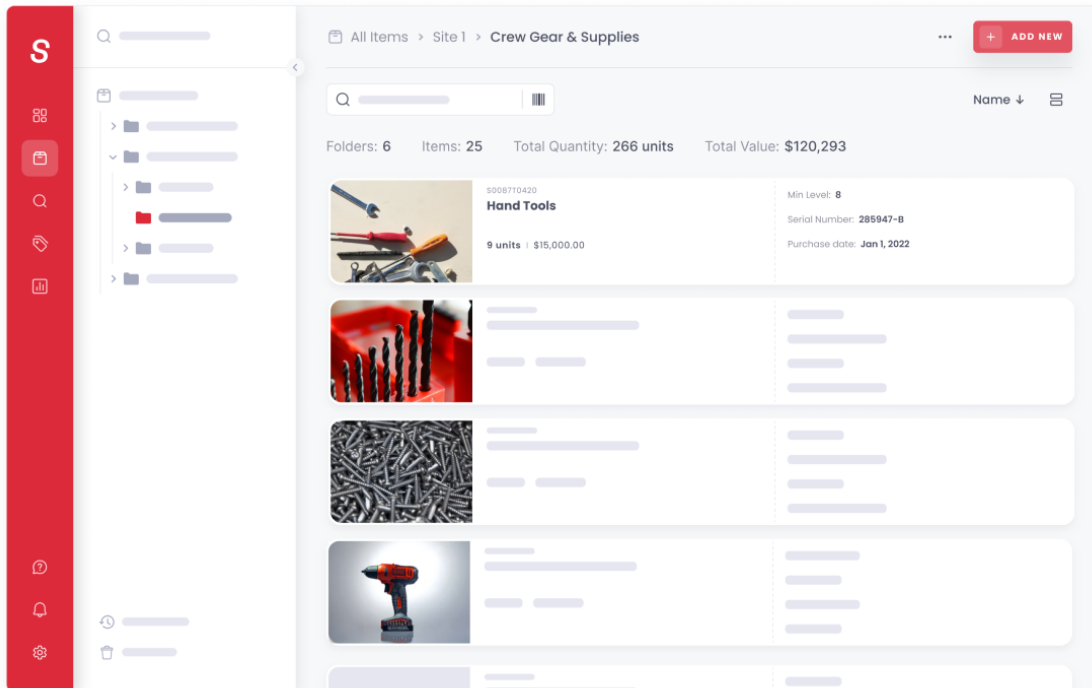 S
All Items > Site 1 > Crew Gear & Supplies
+ ADD NEW
Name ↓
Folders: 6 Items: 25 Total Quantity: 266 units Total Value: $120,293
S0087T0420
Hand Tools
9 units | $15,000.00
Min Level: 8
Serial Number: 285947-B
Purchase date: Jan 1, 2022